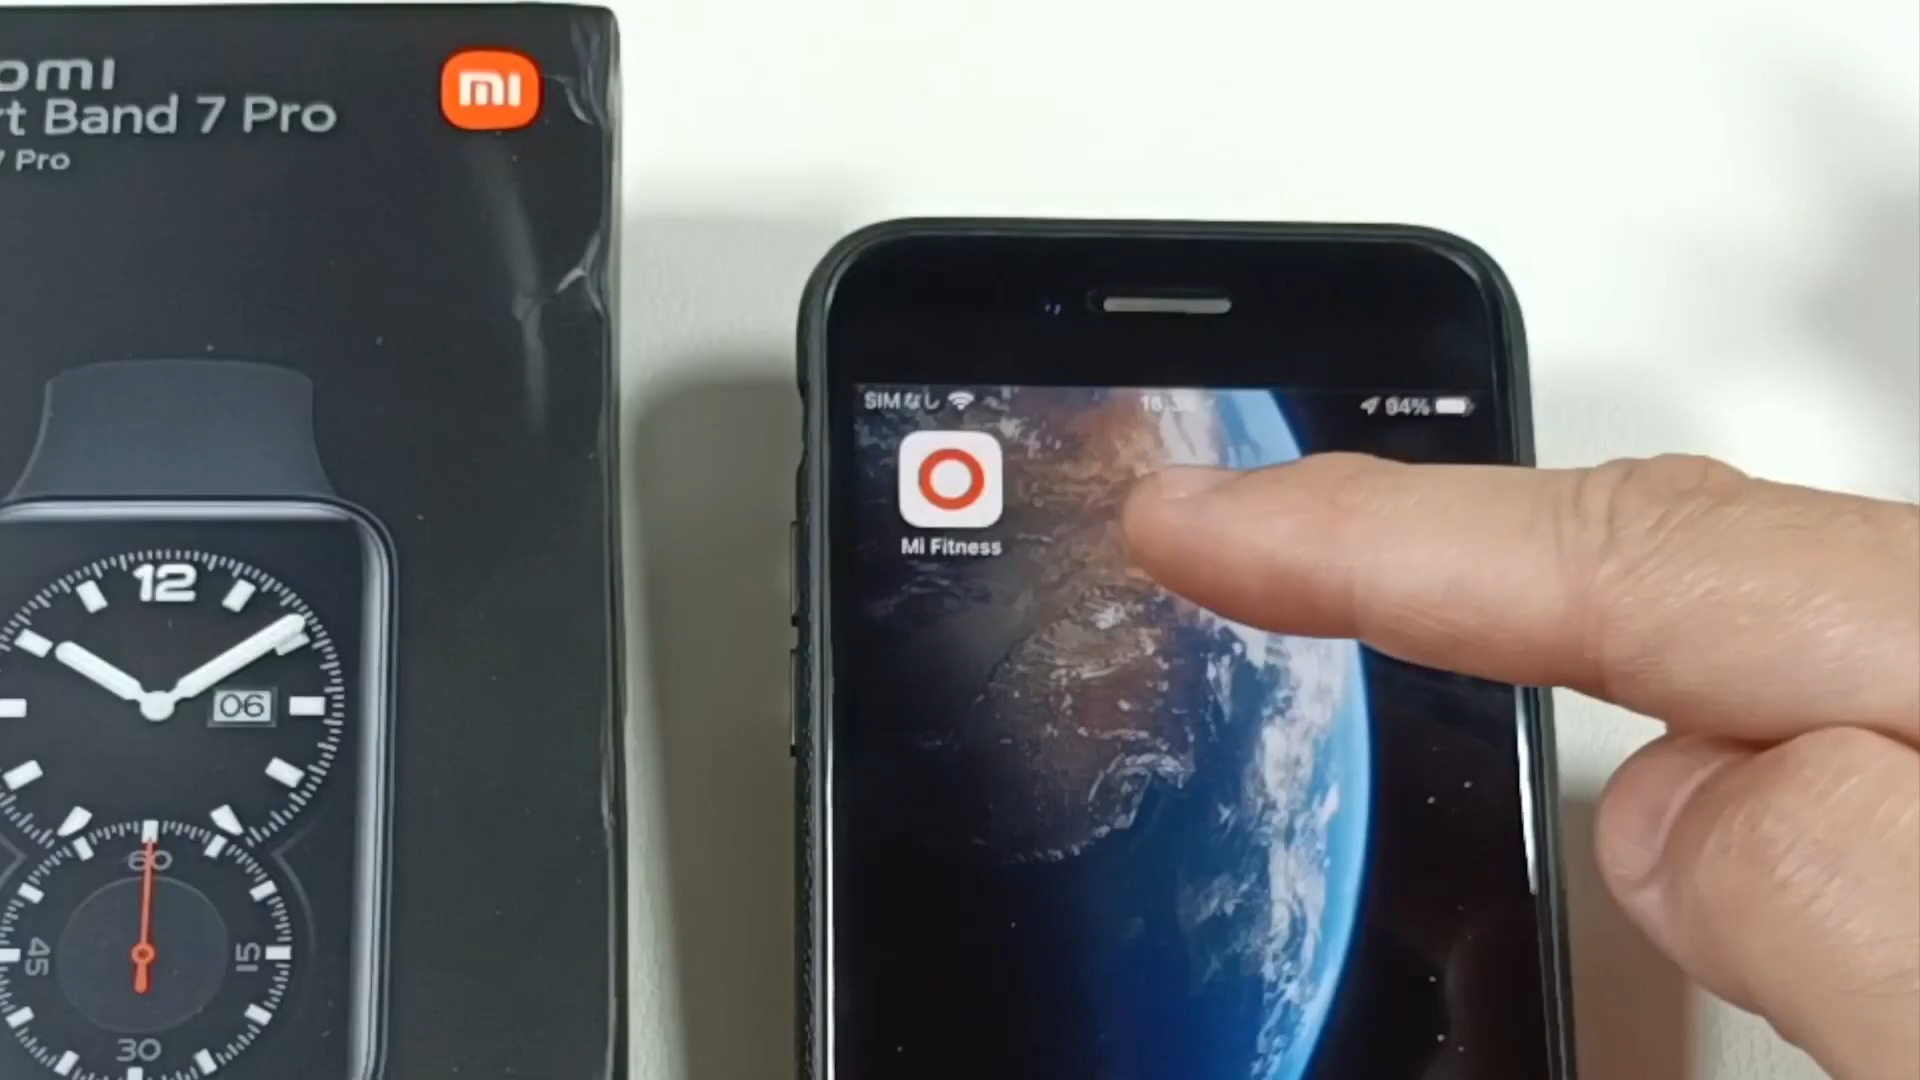 omi
rt Band 7 Pro
7 Pro
mi
12
06
60
45
15
30
SIMなし
94%
Mi Fitness